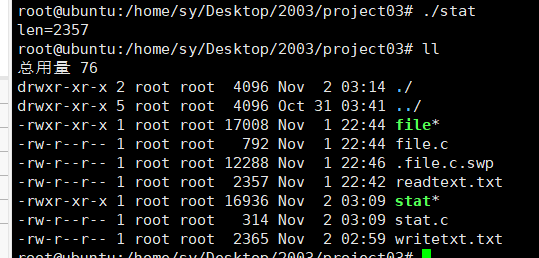 root@ubuntu:/home/sy/Desktop/2003/project03# ./stat
len=2357
root@ubuntu:/home/sy/Desktop/2003/project03# ll
总用量 76
drwxr-xr-x 2 root root  4096 Nov  2 03:14 ./
drwxr-xr-x 5 root root  4096 Oct 31 03:41 ../
-rwxr-xr-x 1 root root 17008 Nov  1 22:44 file*
-rw-r--r-- 1 root root   792 Nov  1 22:44 file.c
-rw-r--r-- 1 root root 12288 Nov  1 22:46 .file.c.swp
-rw-r--r-- 1 root root  2357 Nov  1 22:42 readtext.txt
-rwxr-xr-x 1 root root 16936 Nov  2 03:09 stat*
-rw-r--r-- 1 root root   314 Nov  2 03:09 stat.c
-rw-r--r-- 1 root root  2365 Nov  2 02:59 writetxt.txt
root@ubuntu:/home/sy/Desktop/2003/project03#